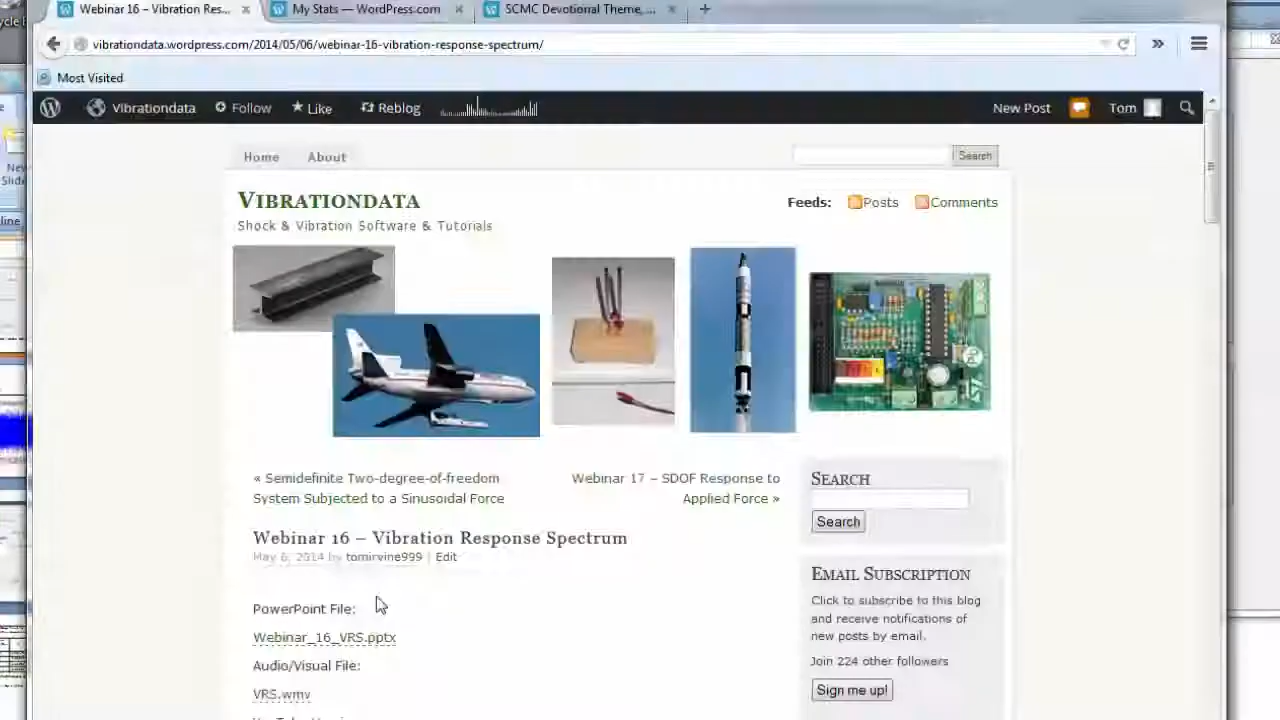 Webinar 16 – Vibration Res...
My Stats — WordPress.com
SCMC Devotional Theme, ...
vibrationdata.wordpress.com/2014/05/06/webinar-16-vibration-response-spectrum/
Most Visited
Vibrationdata
Follow
Like
Reblog
New Post
Tom
Home
About
Search
Vibrationdata
Feeds: Posts Comments
Shock & Vibration Software & Tutorials
« Semidefinite Two-degree-of-freedom
System Subjected to a Sinusoidal Force
Webinar 17 – SDOF Response to
Applied Force »
Search
Search
Webinar 16 – Vibration Response Spectrum
May 6, 2014 by tomirvine999 | Edit
Email Subscription
Click to subscribe to this blog
and receive notifications of
new posts by email.
Join 224 other followers
Sign me up!
PowerPoint File:
Webinar_16_VRS.pptx
Audio/Visual File:
VRS.wmv
New
Slide